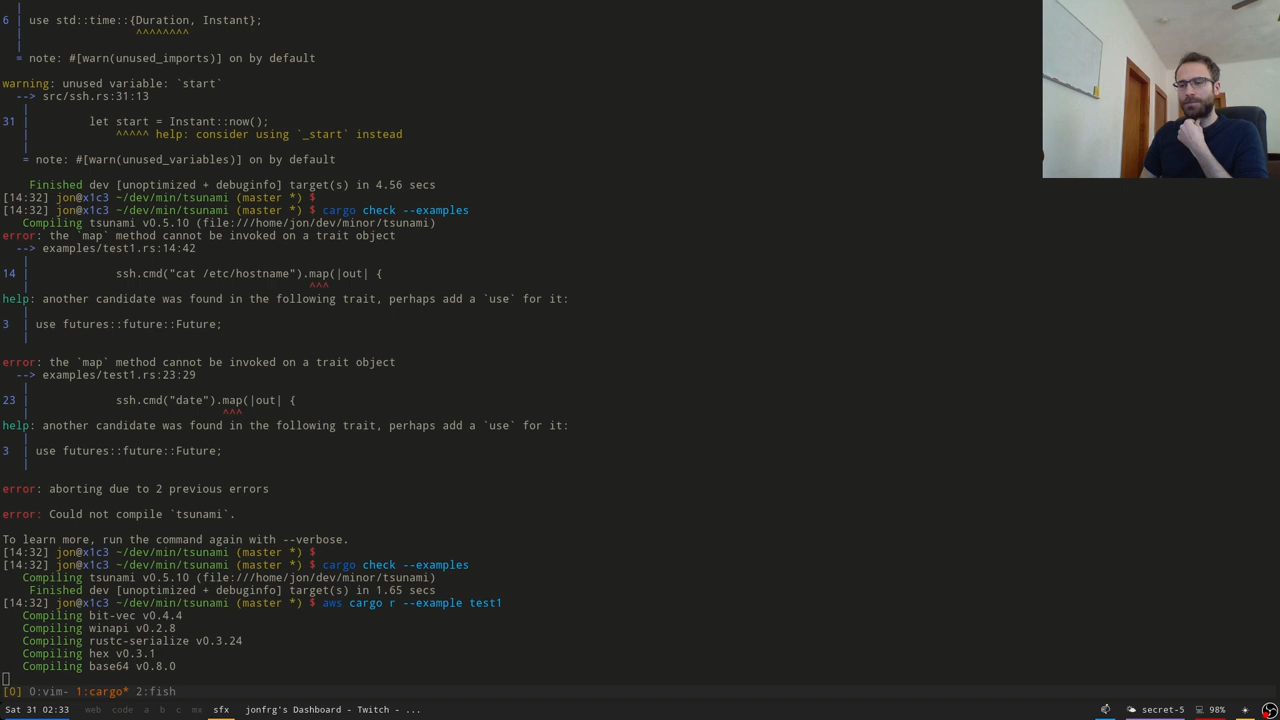 6 | use std::time::{Duration, Instant};
  |                 ^^^^^^^^
  |
  = note: #[warn(unused_imports)] on by default
warning: unused variable: `start`
  --> src/ssh.rs:31:13
   |
31 |         let start = Instant::now();
   |             ^^^^^ help: consider using `_start` instead
   |
   = note: #[warn(unused_variables)] on by default
    Finished dev [unoptimized + debuginfo] target(s) in 4.56 secs
[14:32] jon@x1c3 ~/dev/min/tsunami (master *) $
[14:32] jon@x1c3 ~/dev/min/tsunami (master *) $ cargo check --examples
   Compiling tsunami v0.5.10 (file:///home/jon/dev/minor/tsunami)
error: the `map` method cannot be invoked on a trait object
  --> examples/test1.rs:14:42
   |
14 |             ssh.cmd("cat /etc/hostname").map(|out| {
   |                                          ^^^
help: another candidate was found in the following trait, perhaps add a `use` for it:
   |
3  | use futures::future::Future;
   |
error: the `map` method cannot be invoked on a trait object
  --> examples/test1.rs:23:29
   |
23 |             ssh.cmd("date").map(|out| {
   |                             ^^^
help: another candidate was found in the following trait, perhaps add a `use` for it:
   |
3  | use futures::future::Future;
   |
error: aborting due to 2 previous errors
error: Could not compile `tsunami`.
To learn more, run the command again with --verbose.
[14:32] jon@x1c3 ~/dev/min/tsunami (master *) $
[14:32] jon@x1c3 ~/dev/min/tsunami (master *) $ cargo check --examples
   Compiling tsunami v0.5.10 (file:///home/jon/dev/minor/tsunami)
    Finished dev [unoptimized + debuginfo] target(s) in 1.65 secs
[14:32] jon@x1c3 ~/dev/min/tsunami (master *) $ aws cargo r --example test1
   Compiling bit-vec v0.4.4
   Compiling winapi v0.2.8
   Compiling rustc-serialize v0.3.24
   Compiling hex v0.3.1
   Compiling base64 v0.8.0
[0] 0:vim- 1:cargo* 2:fish
Sat 31 02:33 web code a b c mx sfx jonfrg's Dashboard - Twitch - ... secret-5 98%